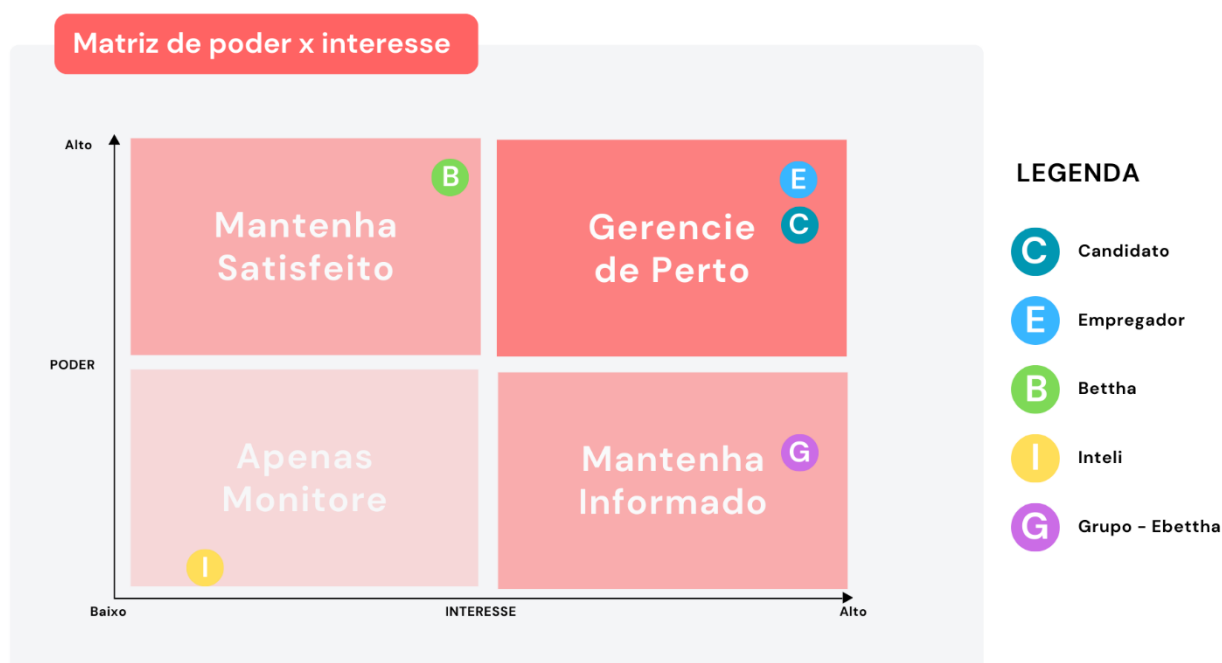 Matriz de poder x interesse
Alto
B
E
Mantenha
Satisfeito
Gerencie
de Perto
C
PODER
Apenas
Monitore
Mantenha
Informado
G
I
Baixo
INTERESSE
Alto
LEGENDA
C Candidato
E Empregador
B Bettha
I Inteli
G Grupo - Ebettha